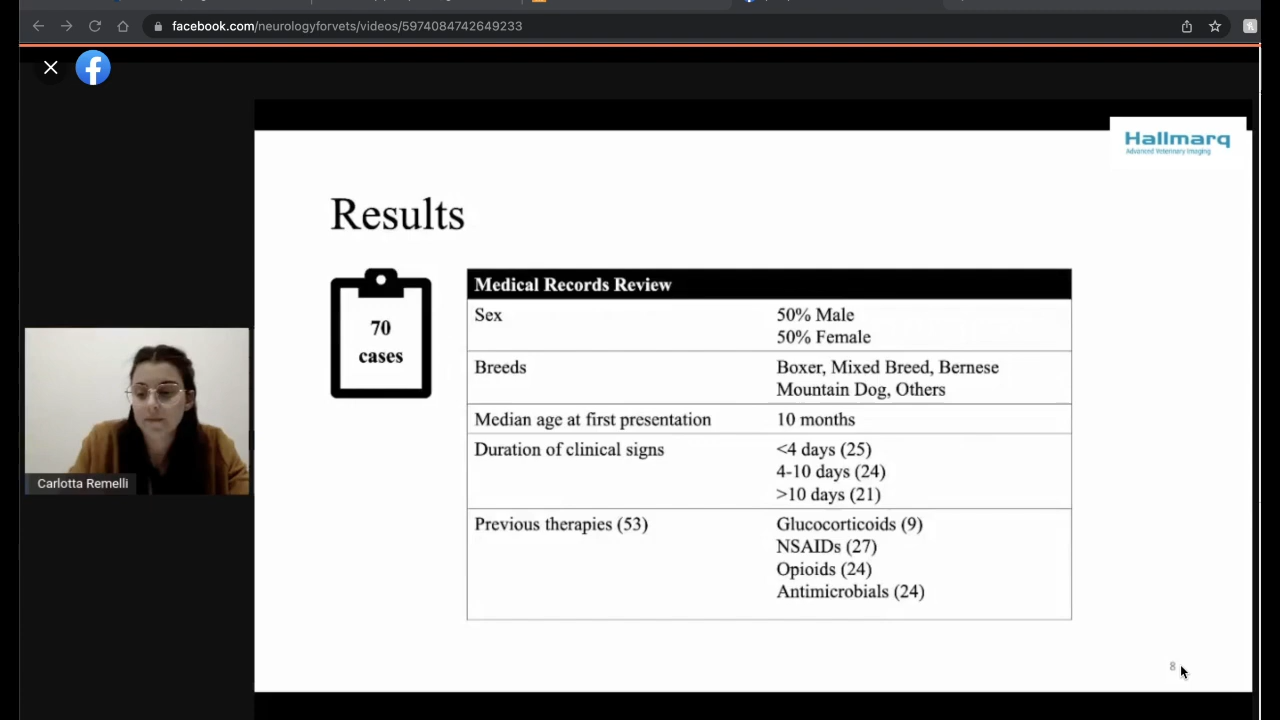 facebook.com/neurologyforvets/videos/5974084742649233
Hallmarq
Advanced Veterinary Imaging
Results
70
cases
Medical Records Review
Sex 50% Male
50% Female
Breeds Boxer, Mixed Breed, Bernese
Mountain Dog, Others
Median age at first presentation 10 months
Duration of clinical signs <4 days (25)
4-10 days (24)
>10 days (21)
Previous therapies (53) Glucocorticoids (9)
NSAIDs (27)
Opioids (24)
Antimicrobials (24)
Carlotta Remelli
8